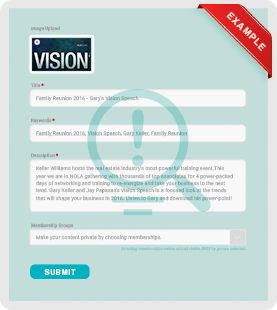 EXAMPLE
Image Upload
VISION
Title *
Family Reunion 2016 - Gary's Vision Speech
Keywords *
Family Reunion 2016, Vision Speech, Gary Keller, Family Reunion
Description *
Keller Williams hosts the real estate industry's most powerful training event. This
year we are in NOLA gathering with thousands of top associates for 4 power-packed
days of networking and training to re-energize and take your business to the next
level. Gary Keller and Jay Papasan's Vision Speech is a focused look at the trends
that will shape your business in 2016. Listen to Gary and download his power-point!
Membership Groups
Make your content private by choosing memberships.
SUBMIT